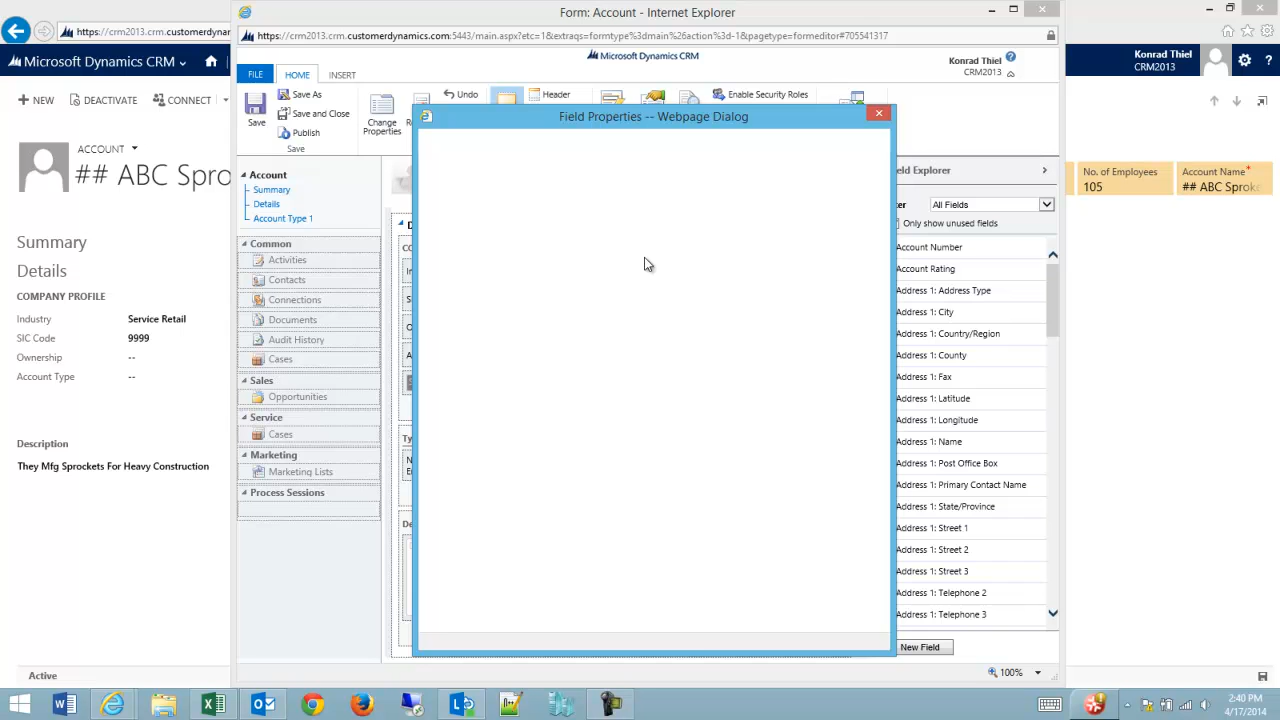 Form: Account - Internet Explorer
https://crm2013.crm.customerdynamics.com:5443/main.aspx?etc=1&extraqs=formtype%3dmain%26action%3d-1&pagetype=formeditor#705541317
https://crm2013.crm.customerdynam
Microsoft Dynamics CRM
Microsoft Dynamics CRM
Konrad Thiel
CRM2013
Konrad Thiel
CRM2013
FILE
HOME
INSERT
NEW
DEACTIVATE
CONNECT
Save
Save As
Save and Close
Publish
Save
Change
Properties
Undo
Header
Enable Security Roles
Field Properties -- Webpage Dialog
ACCOUNT
## ABC Spro
No. of Employees
105
Account Name*
## ABC Sproke
Summary
Details
COMPANY PROFILE
Industry Service Retail
SIC Code 9999
Ownership --
Account Type --
Description
They Mfg Sprockets For Heavy Construction
Active
Account
Summary
Details
Account Type 1
Common
Activities
Contacts
Connections
Documents
Audit History
Cases
Sales
Opportunities
Service
Cases
Marketing
Marketing Lists
Process Sessions
eld Explorer
ter All Fields
Only show unused fields
Account Number
Account Rating
Address 1: Address Type
Address 1: City
Address 1: Country/Region
Address 1: County
Address 1: Fax
Address 1: Latitude
Address 1: Longitude
Address 1: Name
Address 1: Post Office Box
Address 1: Primary Contact Name
Address 1: State/Province
Address 1: Street 1
Address 1: Street 2
Address 1: Street 3
Address 1: Telephone 2
Address 1: Telephone 3
New Field
100%
2:40 PM
4/17/2014